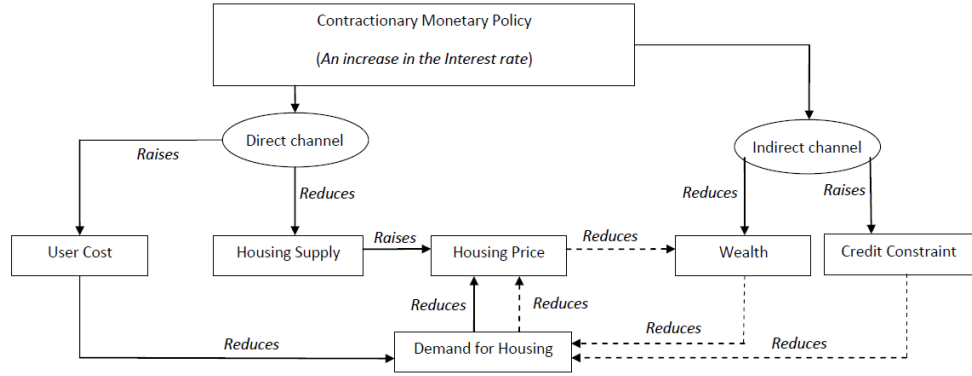 Contractionary Monetary Policy
(An increase in the Interest rate)
Direct channel
Indirect channel
Raises
Reduces
Reduces
Raises
User Cost
Housing Supply
Raises
Housing Price
Reduces
Wealth
Credit Constraint
Reduces
Reduces
Reduces
Reduces
Demand for Housing
Reduces